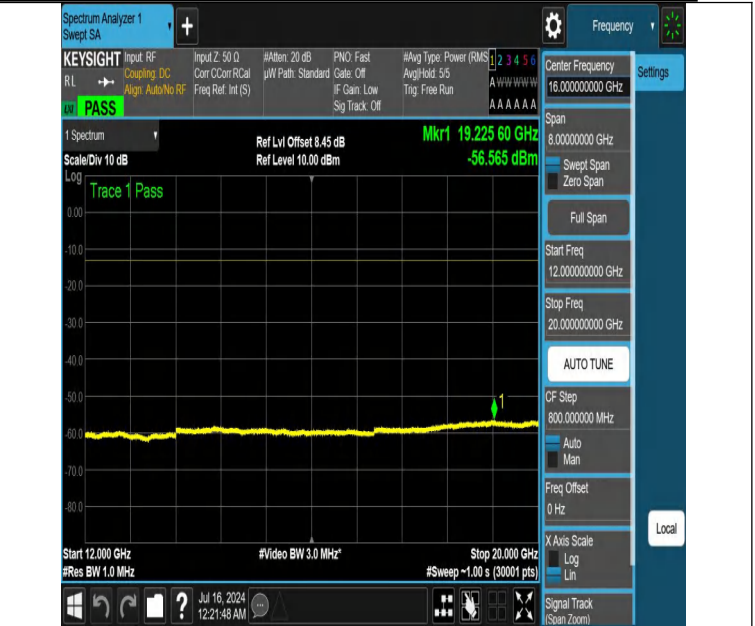 Spectrum Analyzer 1
Swept SA
+
Frequency
KEYSIGHT
RL
PASS
Input: RF
Coupling: DC
Align: Auto/No RF
Input Z: 50 Ω
Corr CCorr RCal
Freq Ref: Int (S)
#Atten: 20 dB
µW Path: Standard
PNO: Fast
Gate: Off
IF Gain: Low
Sig Track: Off
#Avg Type: Power (RMS
Avg|Hold: 5/5
Trig: Free Run
1 2 3 4 5 6
A W W W W W
A A A A A A
1 Spectrum
Scale/Div 10 dB
Log
Ref Lvl Offset 8.45 dB
Ref Level 10.00 dBm
Mkr1 19.225 60 GHz
-56.565 dBm
Trace 1 Pass
0.00
-10.0
-20.0
-30.0
-40.0
-50.0
-60.0
-70.0
-80.0
1
Start 12.000 GHz
#Res BW 1.0 MHz
#Video BW 3.0 MHz*
Stop 20.000 GHz
#Sweep ~1.00 s (30001 pts)
Jul 16, 2024
12:21:48 AM
Center Frequency
16.000000000 GHz
Settings
Span
8.00000000 GHz
Swept Span
Zero Span
Full Span
Start Freq
12.000000000 GHz
Stop Freq
20.000000000 GHz
AUTO TUNE
CF Step
800.000000 MHz
Auto
Man
Freq Offset
0 Hz
X Axis Scale
Log
Lin
Local
Signal Track
(Span Zoom)